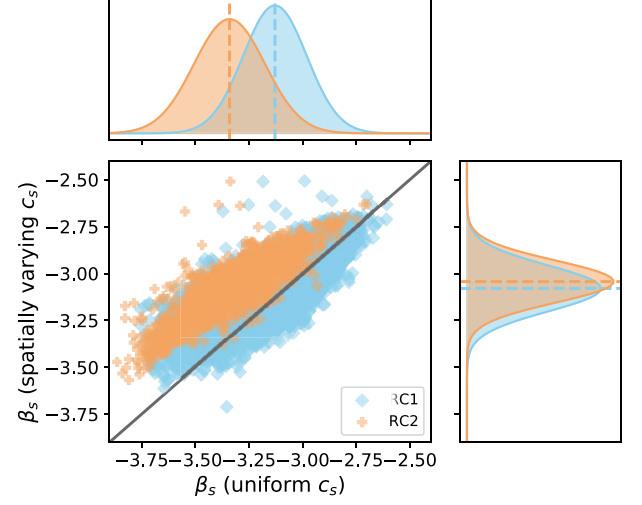 −2.50
−2.75
−3.00
−3.25
−3.50
−3.75
β_s (spatially varying c_s)
RC1
RC2
−3.75−3.50−3.25−3.00−2.75−2.50
β_s (uniform c_s)